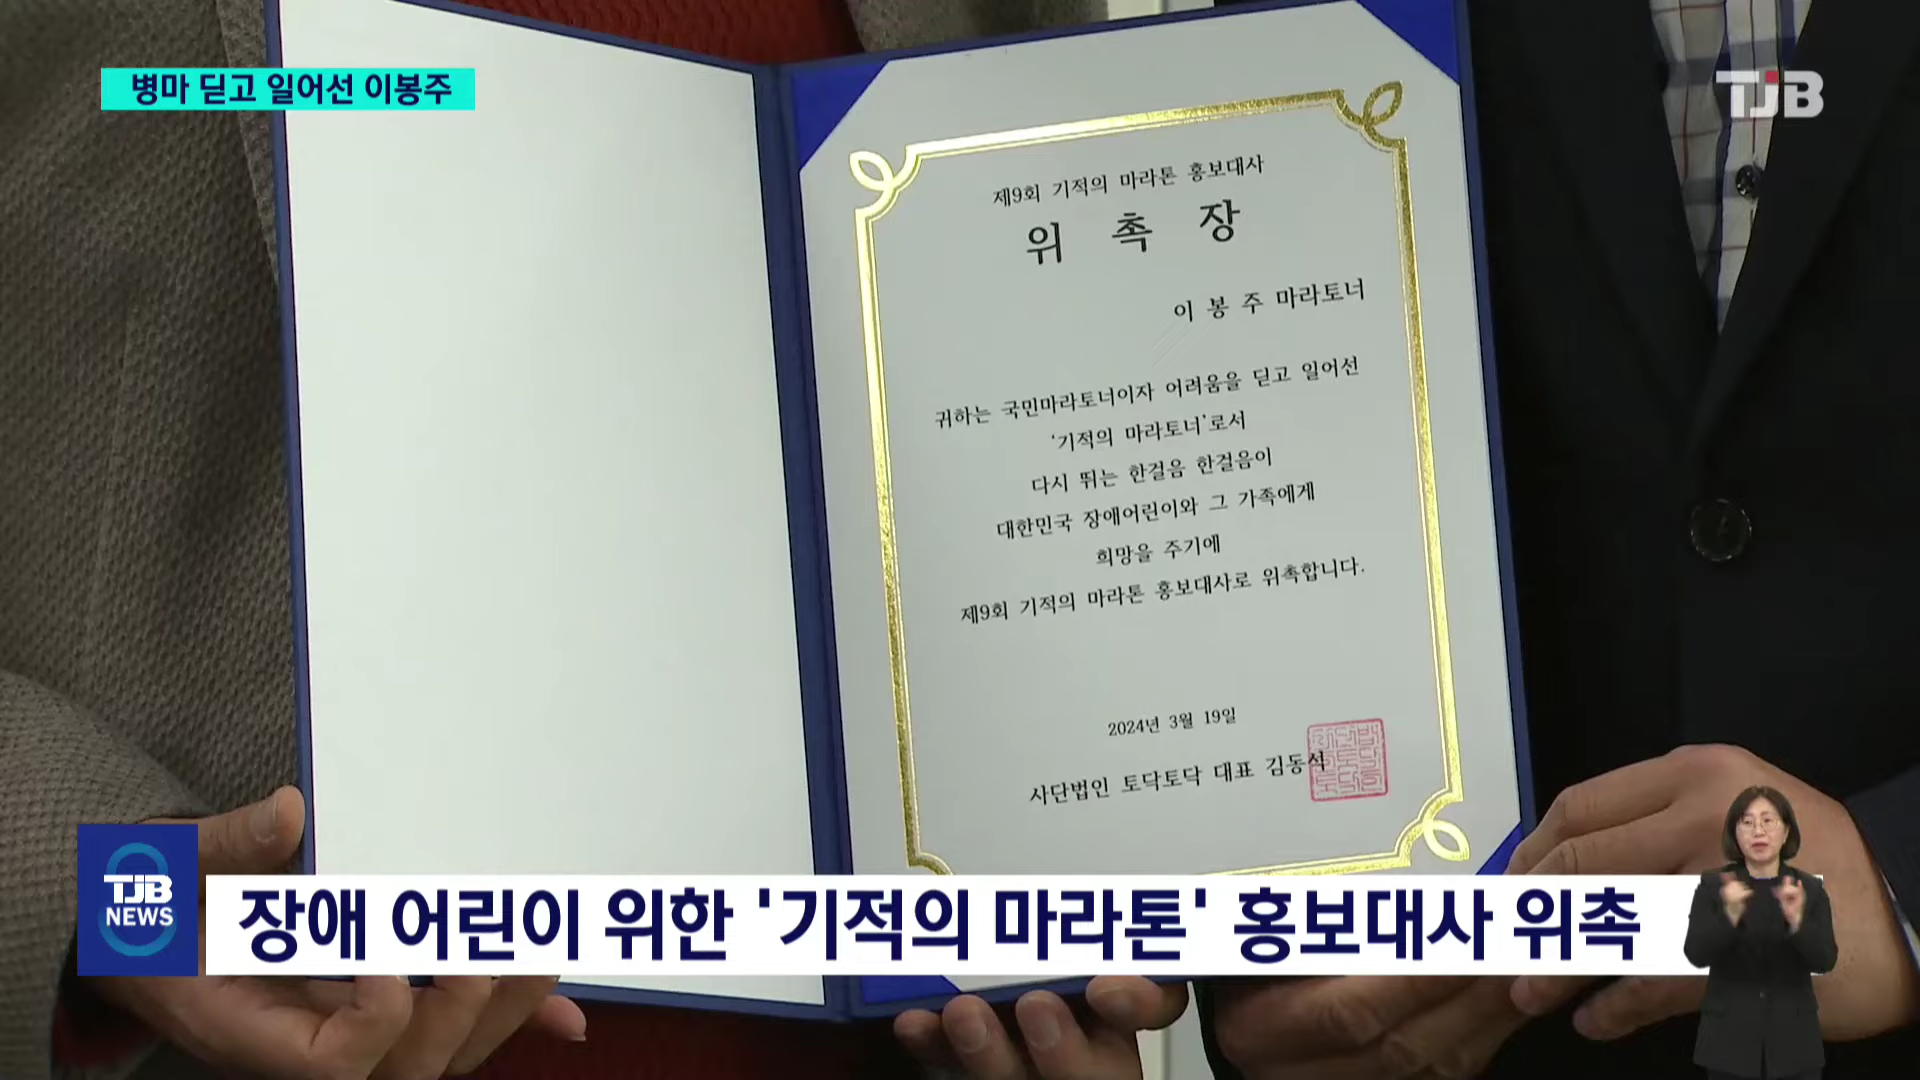 병마 딛고 일어선 이봉주
TJB
제9회 기적의 마라톤 홍보대사
위 촉 장
이 봉 주 마라토너
귀하는 국민마라토너이자 어려움을 딛고 일어선
'기적의 마라토너'로서
다시 뛰는 한걸음 한걸음이
대한민국 장애어린이와 그 가족에게
희망을 주기에
제9회 기적의 마라톤 홍보대사로 위촉합니다.
2024년 3월 19일
사단법인 토닥토닥 대표 김동석
TJB
NEWS
장애 어린이 위한 '기적의 마라톤' 홍보대사 위촉